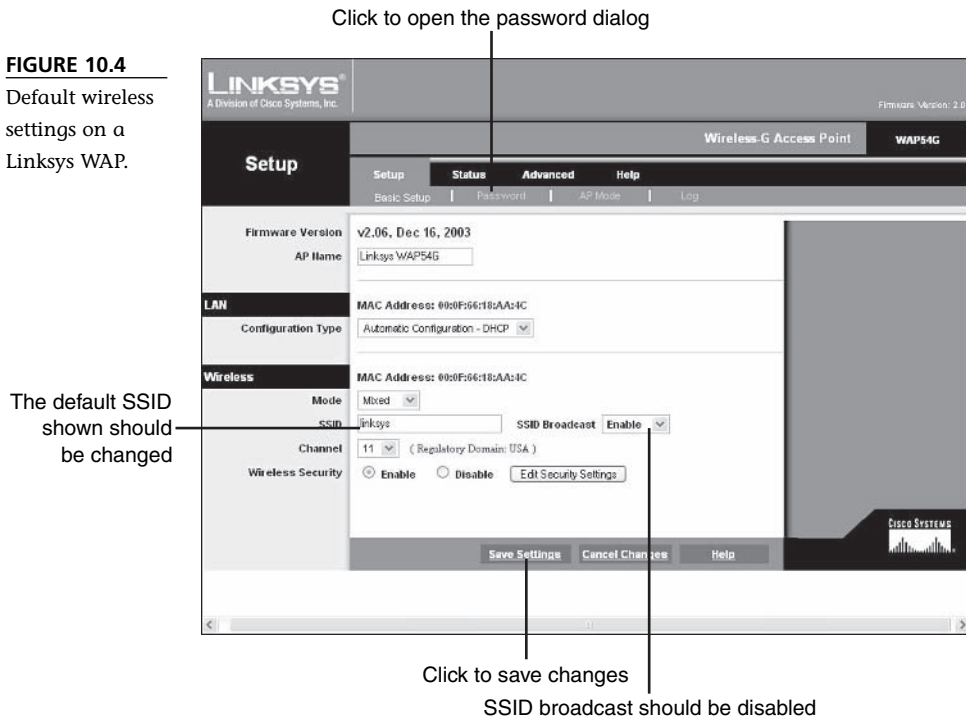 Click to open the password dialog
FIGURE 10.4
Default wireless
settings on a
Linksys WAP.
LINKSYS®
A Division of Cisco Systems, Inc.
Firmware Version: 2.0
Wireless-G Access Point
WAP54G
Setup
Setup Status Advanced Help
Basic Setup | Password | AP Mode | Log
Firmware Version v2.06, Dec 16, 2003
AP Name Linksys WAP54G
LAN
MAC Address: 00:0F:66:18:AA:4C
Configuration Type Automatic Configuration - DHCP
Wireless
MAC Address: 00:0F:66:18:AA:4C
Mode Mixed
The default SSID
shown should
be changed
SSID linksys SSID Broadcast Enable
Channel 11 ( Regulatory Domain: USA )
Wireless Security Enable Disable Edit Security Settings
CISCO SYSTEMS
Save Settings Cancel Changes Help
Click to save changes
SSID broadcast should be disabled